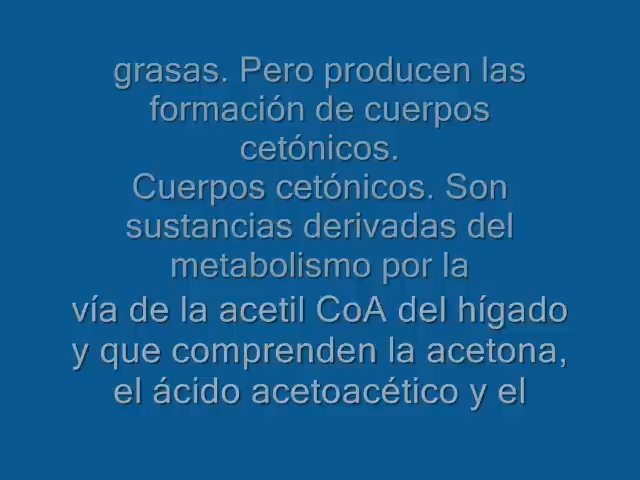 grasas. Pero producen las
formación de cuerpos
cetónicos.
Cuerpos cetónicos. Son
sustancias derivadas del
metabolismo por la
vía de la acetil CoA del hígado
y que comprenden la acetona,
el ácido acetoacético y el